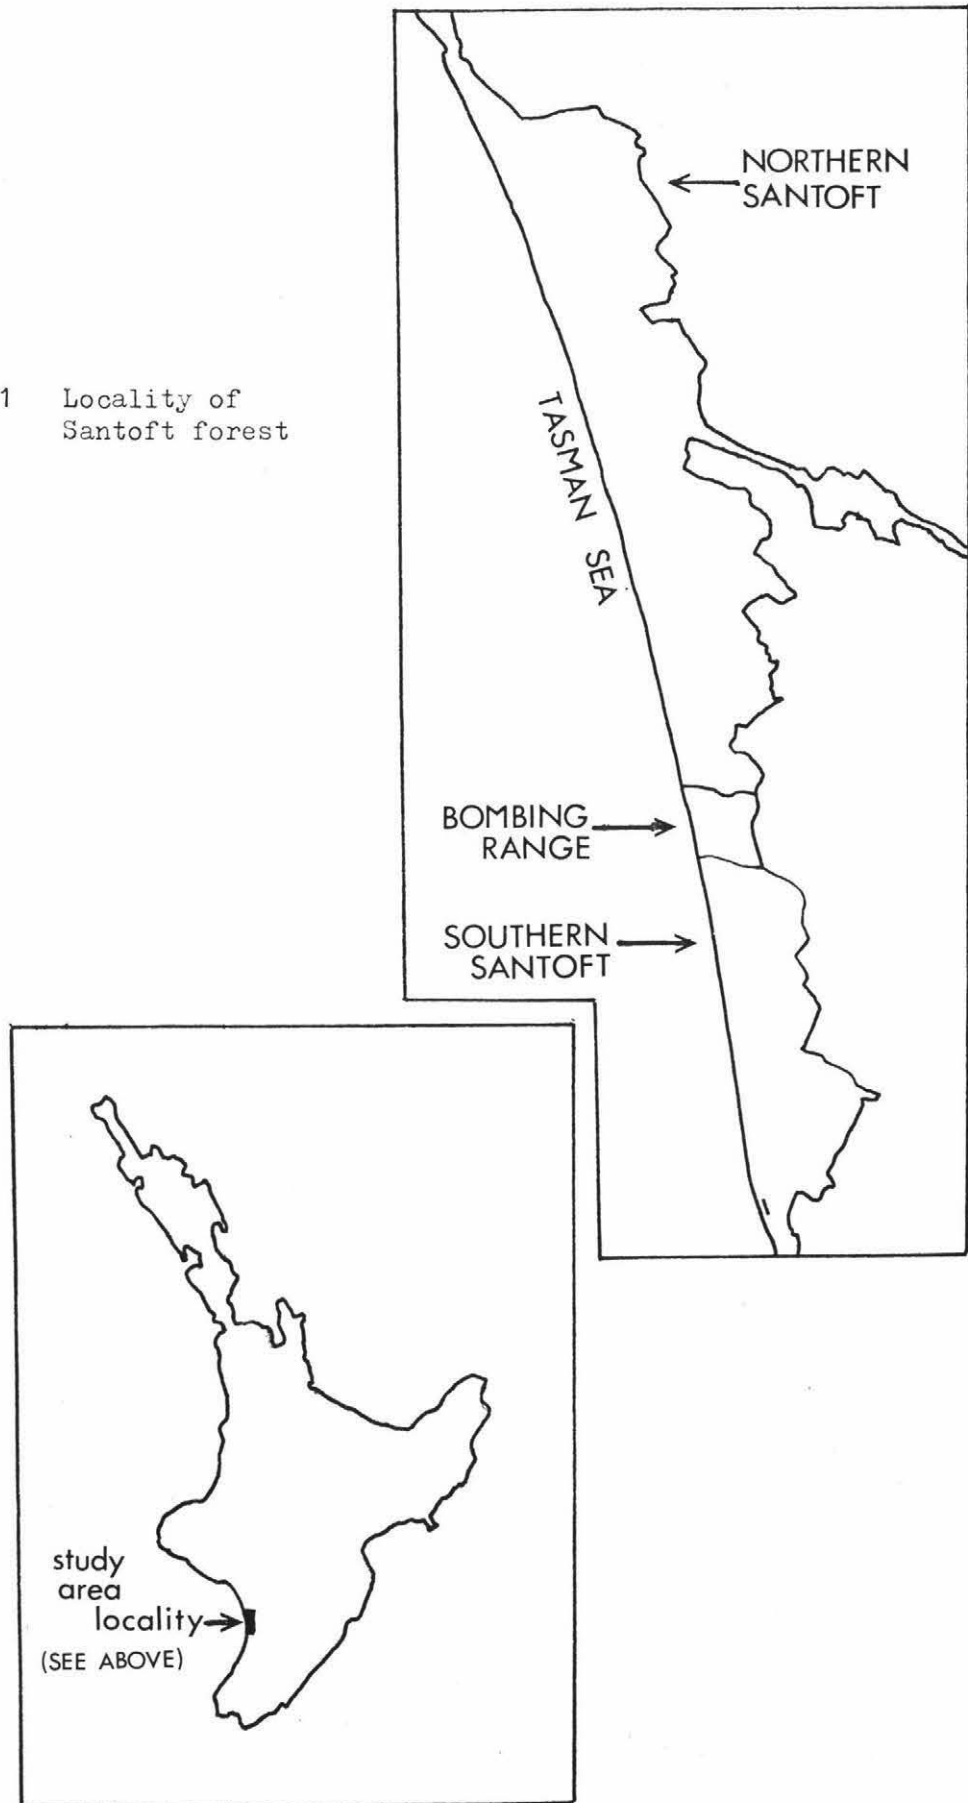 1 Locality of
Santoft forest
NORTHERN
SANTOFT
TASMAN SEA
BOMBING
RANGE
SOUTHERN
SANTOFT
study
area
locality
(SEE ABOVE)